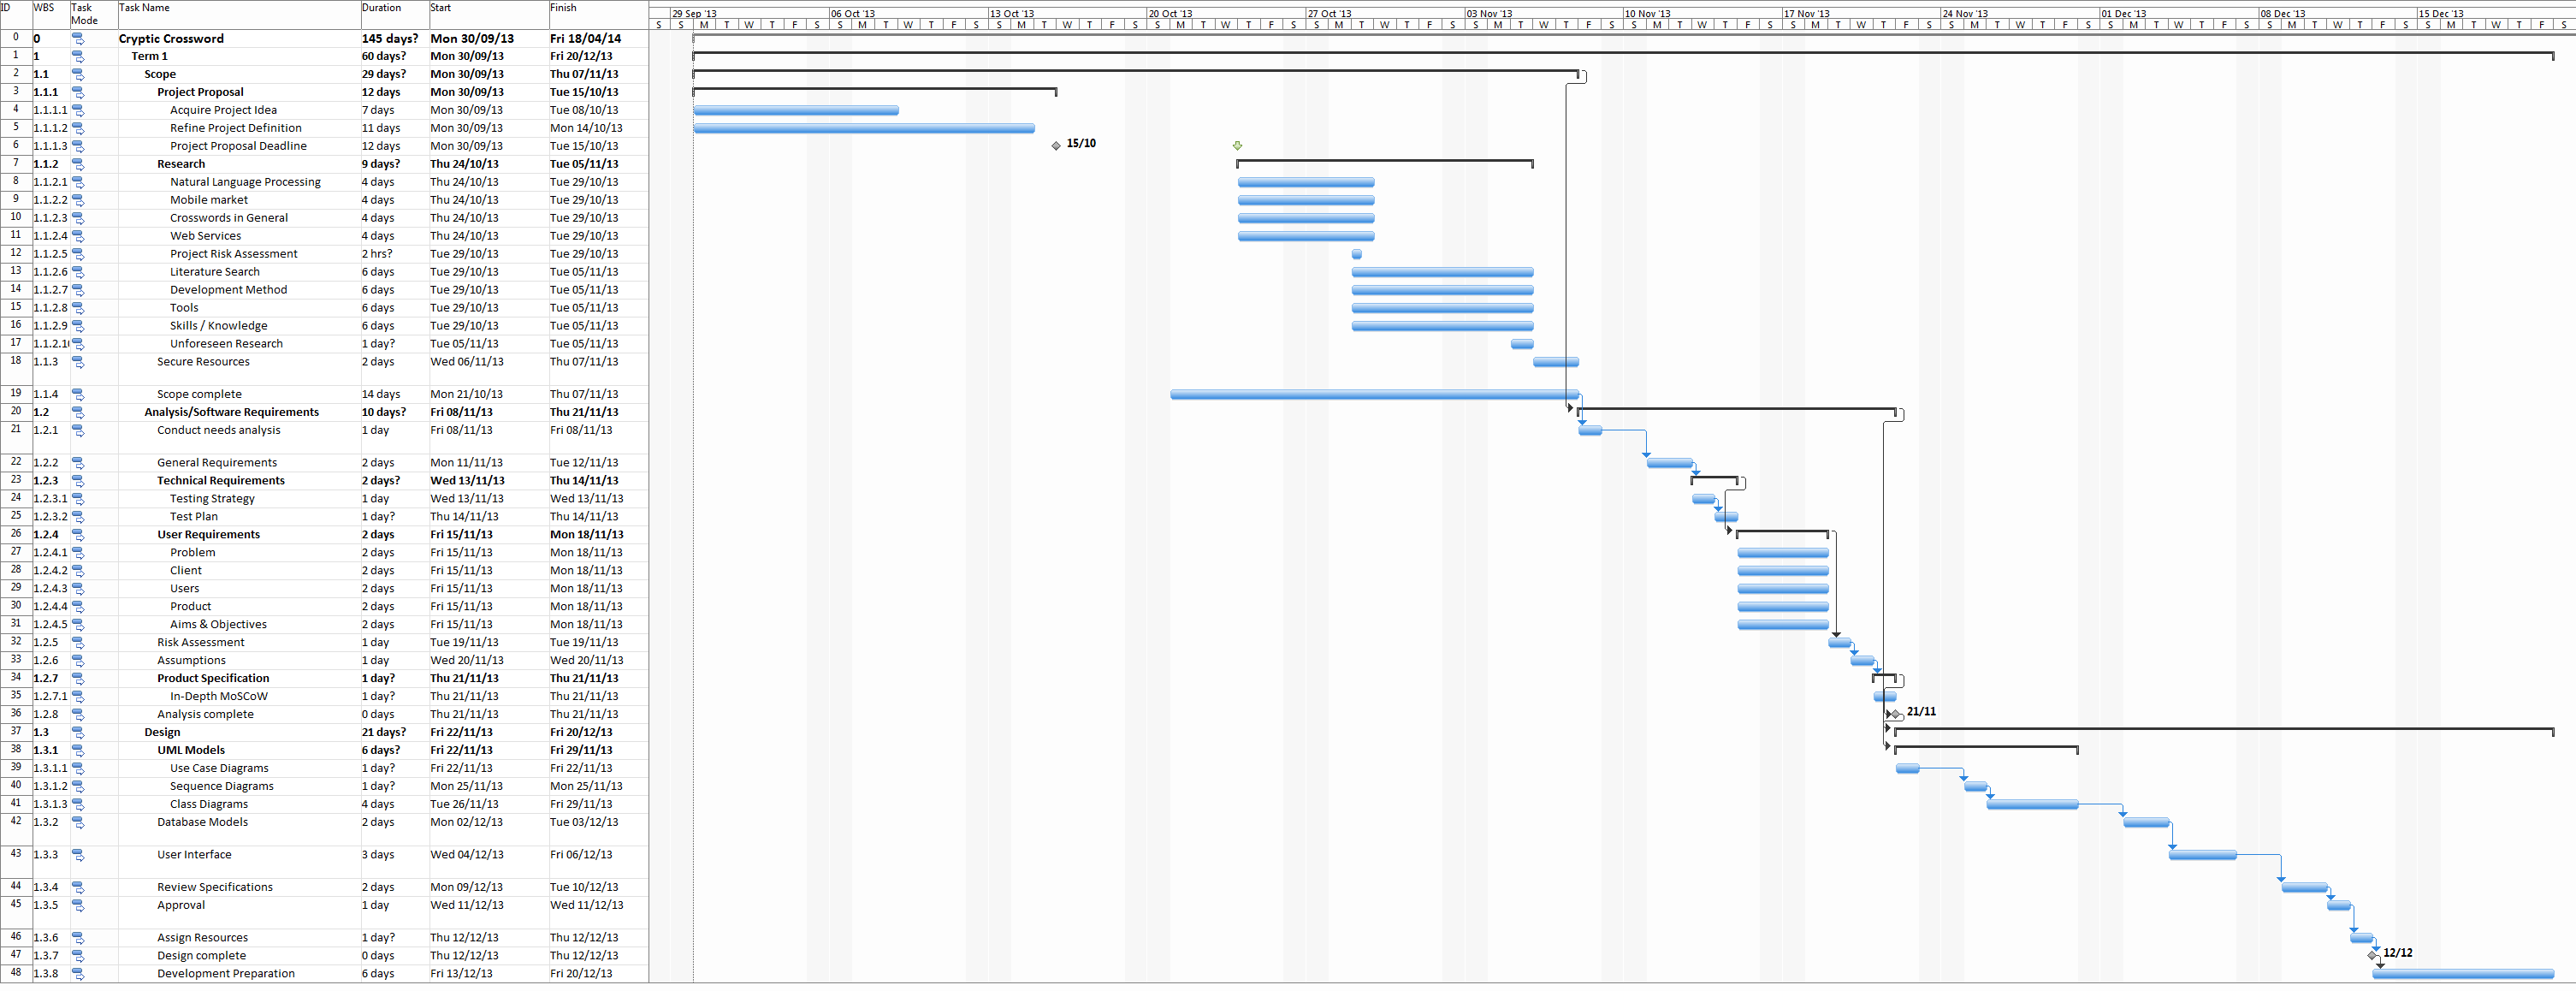 ID WBS Task Mode Task Name Duration Start Finish 29 Sep '13 06 Oct '13 13 Oct '13 20 Oct '13 27 Oct '13 03 Nov '13 10 Nov '13 17 Nov '13 24 Nov '13 01 Dec '13 08 Dec '13 15 Dec '13
S S M T W T F S S M T W T F S S M T W T F S S M T W T F S S M T W T F S S M T W T F S S M T W T F S S M T W T F S S M T W T F S S M T W T F S S M T W T F S S M T W T F S
0 0 Cryptic Crossword 145 days? Mon 30/09/13 Fri 18/04/14
1 1 Term 1 60 days? Mon 30/09/13 Fri 20/12/13
2 1.1 Scope 29 days? Mon 30/09/13 Thu 07/11/13
3 1.1.1 Project Proposal 12 days Mon 30/09/13 Tue 15/10/13
4 1.1.1.1 Acquire Project Idea 7 days Mon 30/09/13 Tue 08/10/13
5 1.1.1.2 Refine Project Definition 11 days Mon 30/09/13 Mon 14/10/13
6 1.1.1.3 Project Proposal Deadline 12 days Mon 30/09/13 Tue 15/10/13 15/10
7 1.1.2 Research 9 days? Thu 24/10/13 Tue 05/11/13
8 1.1.2.1 Natural Language Processing 4 days Thu 24/10/13 Tue 29/10/13
9 1.1.2.2 Mobile market 4 days Thu 24/10/13 Tue 29/10/13
10 1.1.2.3 Crosswords in General 4 days Thu 24/10/13 Tue 29/10/13
11 1.1.2.4 Web Services 4 days Thu 24/10/13 Tue 29/10/13
12 1.1.2.5 Project Risk Assessment 2 hrs? Tue 29/10/13 Tue 29/10/13
13 1.1.2.6 Literature Search 6 days Tue 29/10/13 Tue 05/11/13
14 1.1.2.7 Development Method 6 days Tue 29/10/13 Tue 05/11/13
15 1.1.2.8 Tools 6 days Tue 29/10/13 Tue 05/11/13
16 1.1.2.9 Skills / Knowledge 6 days Tue 29/10/13 Tue 05/11/13
17 Unforeseen Research 1 day? Tue 05/11/13 Tue 05/11/13
18 1.1.3 Secure Resources 2 days Wed 06/11/13 Thu 07/11/13
19 1.1.4 Scope complete 14 days Mon 21/10/13 Thu 07/11/13
20 1.2 Analysis/Software Requirements 10 days? Fri 08/11/13 Thu 21/11/13
21 1.2.1 Conduct needs analysis 1 day Fri 08/11/13 Fri 08/11/13
22 1.2.2 General Requirements 2 days Mon 11/11/13 Tue 12/11/13
23 1.2.3 Technical Requirements 2 days? Wed 13/11/13 Thu 14/11/13
24 1.2.3.1 Testing Strategy 1 day Wed 13/11/13 Wed 13/11/13
25 1.2.3.2 Test Plan 1 day? Thu 14/11/13 Thu 14/11/13
26 1.2.4 User Requirements 2 days Fri 15/11/13 Mon 18/11/13
27 1.2.4.1 Problem 2 days Fri 15/11/13 Mon 18/11/13
28 1.2.4.2 Client 2 days Fri 15/11/13 Mon 18/11/13
29 1.2.4.3 Users 2 days Fri 15/11/13 Mon 18/11/13
30 1.2.4.4 Product 2 days Fri 15/11/13 Mon 18/11/13
31 1.2.4.5 Aims & Objectives 2 days Fri 15/11/13 Mon 18/11/13
32 1.2.5 Risk Assessment 1 day Tue 19/11/13 Tue 19/11/13
33 1.2.6 Assumptions 1 day Wed 20/11/13 Wed 20/11/13
34 1.2.7 Product Specification 1 day? Thu 21/11/13 Thu 21/11/13
35 1.2.7.1 In-Depth MoSCoW 1 day? Thu 21/11/13 Thu 21/11/13
36 1.2.8 Analysis complete 0 days Thu 21/11/13 Thu 21/11/13 21/11
37 1.3 Design 21 days? Fri 22/11/13 Fri 20/12/13
38 1.3.1 UML Models 6 days? Fri 22/11/13 Fri 29/11/13
39 1.3.1.1 Use Case Diagrams 1 day? Fri 22/11/13 Fri 22/11/13
40 1.3.1.2 Sequence Diagrams 1 day? Mon 25/11/13 Mon 25/11/13
41 1.3.1.3 Class Diagrams 4 days Tue 26/11/13 Fri 29/11/13
42 1.3.2 Database Models 2 days Mon 02/12/13 Tue 03/12/13
43 1.3.3 User Interface 3 days Wed 04/12/13 Fri 06/12/13
44 1.3.4 Review Specifications 2 days Mon 09/12/13 Tue 10/12/13
45 1.3.5 Approval 1 day Wed 11/12/13 Wed 11/12/13
46 1.3.6 Assign Resources 1 day? Thu 12/12/13 Thu 12/12/13
47 1.3.7 Design complete 0 days Thu 12/12/13 Thu 12/12/13 12/12
48 1.3.8 Development Preparation 6 days Fri 13/12/13 Fri 20/12/13